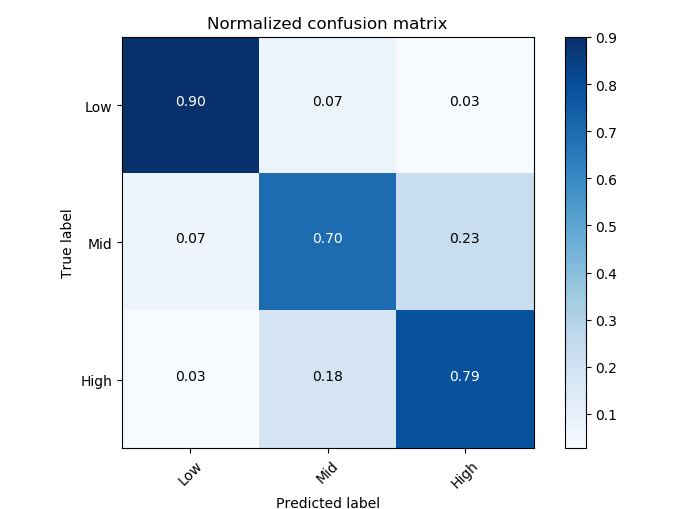 Normalized confusion matrix
Low 0.90 0.07 0.03
Mid 0.07 0.70 0.23
High 0.03 0.18 0.79
Low Mid High
Predicted label
True label
0.9
0.8
0.7
0.6
0.5
0.4
0.3
0.2
0.1